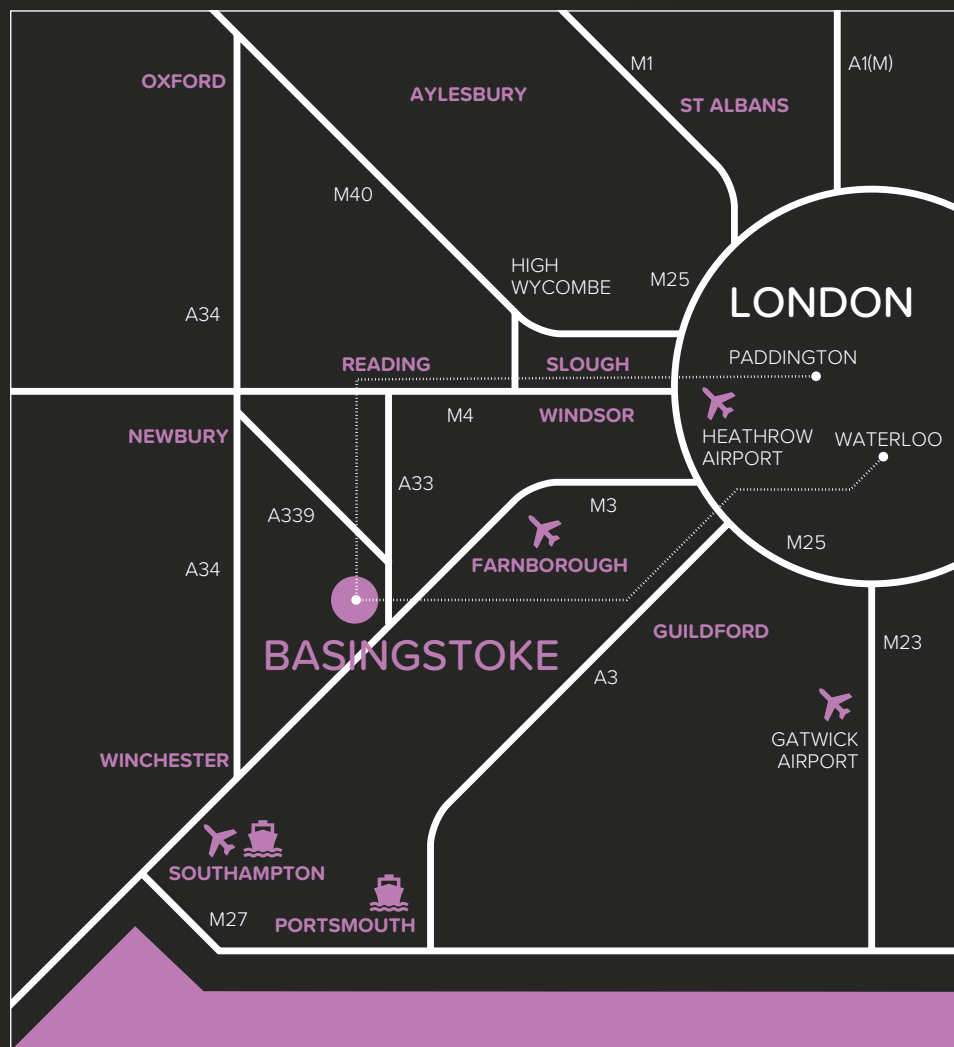 M1
A1(M)
OXFORD
AYLESBURY
ST ALBANS
M40
HIGH
WYCOMBE
M25
LONDON
A34
PADDINGTON
READING
SLOUGH
M4
WINDSOR
NEWBURY
HEATHROW
AIRPORT
WATERLOO
A33
M3
A339
M25
FARNBOROUGH
A34
GUILDFORD
M23
BASINGSTOKE
A3
GATWICK
AIRPORT
WINCHESTER
SOUTHAMPTON
M27
PORTSMOUTH